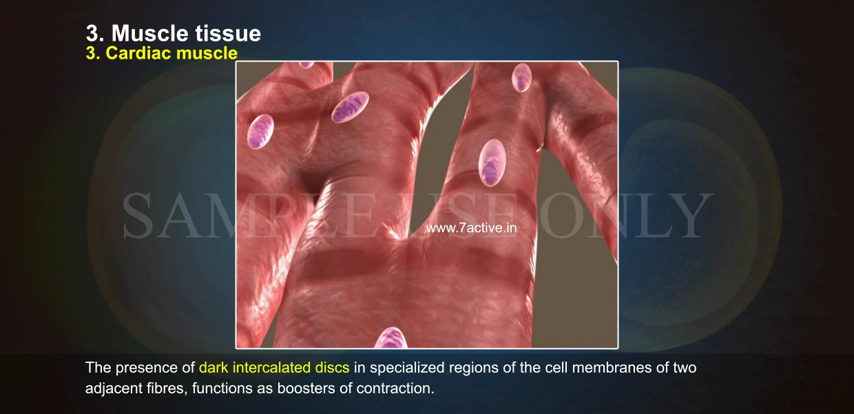 3. Muscle tissue
3. Cardiac muscle
SAMPLE USE ONLY
www.7active.in
The presence of dark intercalated discs in specialized regions of the cell membranes of two
adjacent fibres, functions as boosters of contraction.